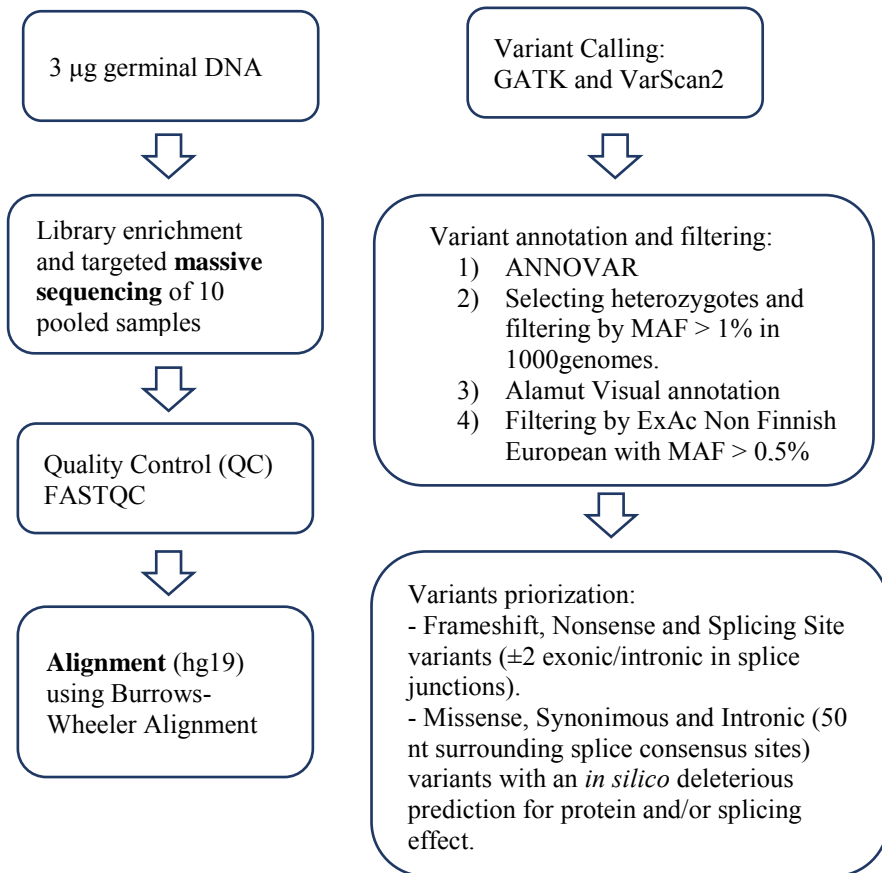 3 µg germinal DNA
Library enrichment
and targeted massive
sequencing of 10
pooled samples
Quality Control (QC)
FASTQC
Alignment (hg19)
using Burrows-
Wheeler Alignment
Variant Calling:
GATK and VarScan2
Variant annotation and filtering:
1) ANNOVAR
2) Selecting heterozygotes and
filtering by MAF > 1% in
1000genomes.
3) Alamut Visual annotation
4) Filtering by ExAc Non Finnish
European with MAF > 0,5%
Variants priorization:
- Frameshift, Nonsense and Splicing Site
variants (±2 exonic/intronic in splice
junctions).
- Missense, Synonimous and Intronic (50
nt surrounding splice consensus sites)
variants with an in silico deleterious
prediction for protein and/or splicing
effect.